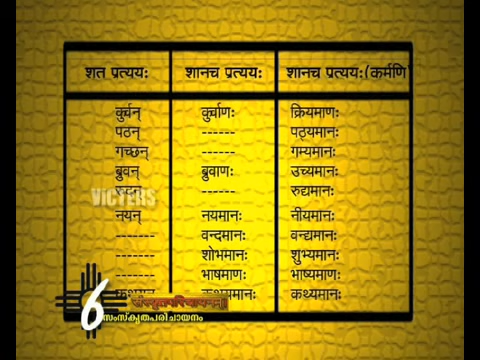 शत प्रत्ययः शानच प्रत्ययः शानच प्रत्ययः (कर्मणि)
कुर्वन् कुर्वाणः क्रियमाणः
पठन् ------ पठ्यमानः
गच्छन् ------ गम्यमानः
ब्रुवन् ब्रुवाणः उच्यमानः
रुदन् ------ रुद्यमानः
VICTERS
नयन् नयमानः नीयमानः
------- वन्दमानः वन्द्यमानः
------- शोभमानः शुभ्यमानः
------- भाषमाणः भाष्यमाणः
कथयमानः कथ्यमानः
6
സംസ്കൃതപരിചായനം